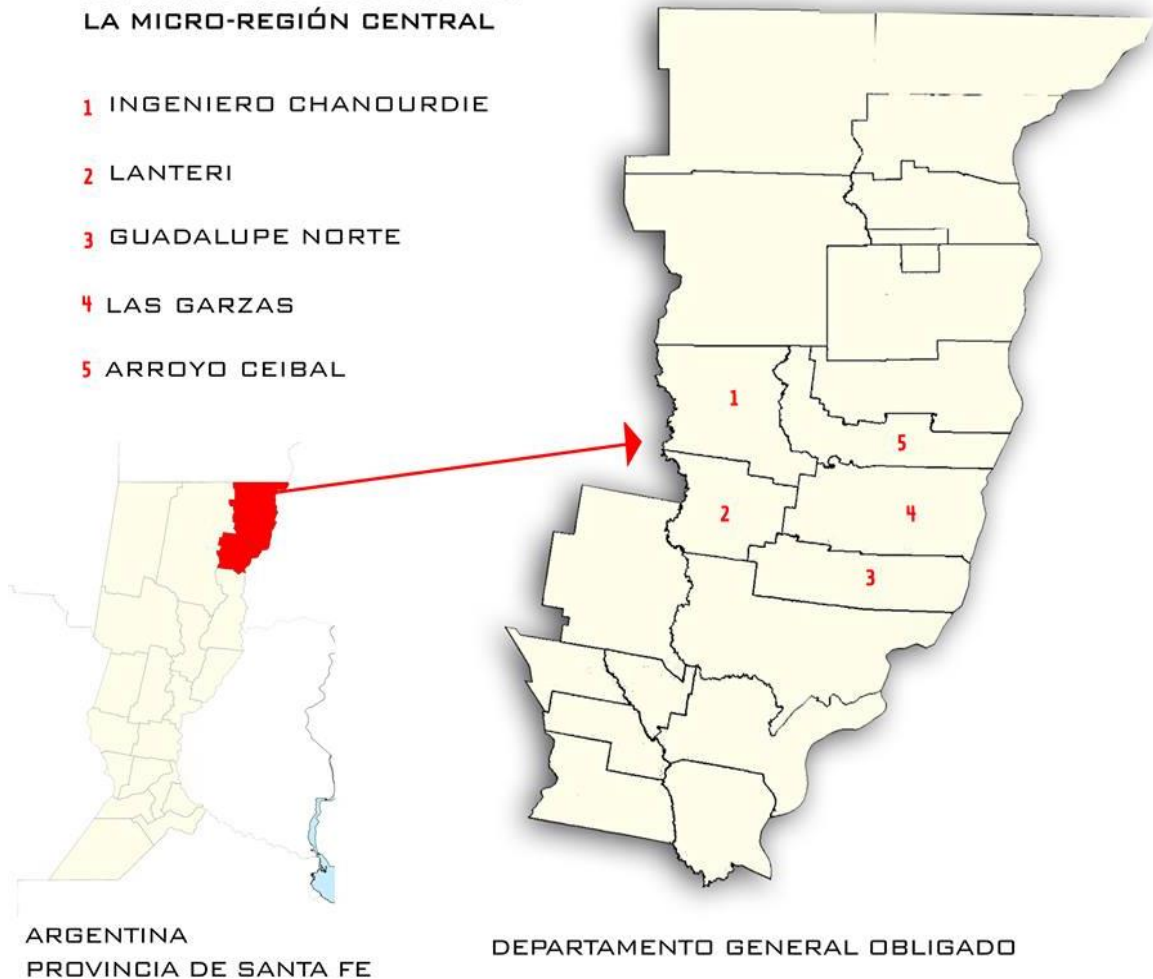 LA MICRO-REGIÓN CENTRAL
1 INGENIERO CHANOURDIE
2 LANTERI
3 GUADALUPE NORTE
4 LAS GARZAS
5 ARROYO CEIBAL
1
5
2
4
3
ARGENTINA
PROVINCIA DE SANTA FE
DEPARTAMENTO GENERAL OBLIGADO